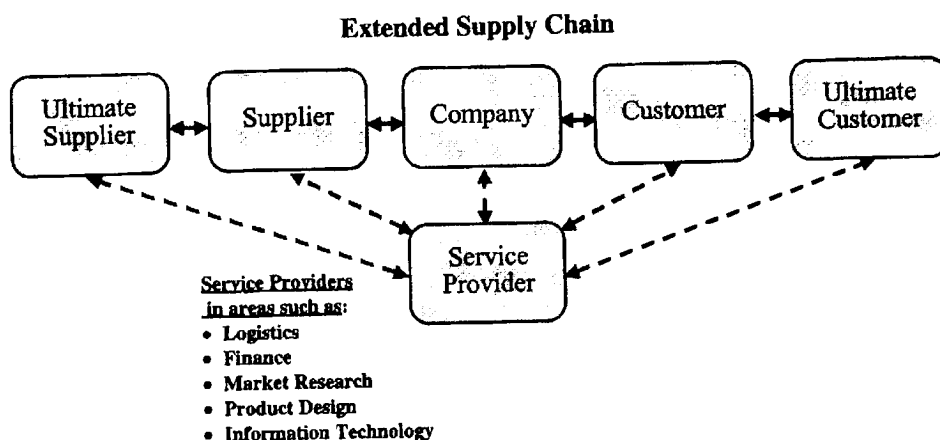 Extended Supply Chain
Ultimate
Supplier
Supplier
Company
Customer
Ultimate
Customer
Service
Provider
Service Providers
in areas such as:
• Logistics
• Finance
• Market Research
• Product Design
• Information Technology